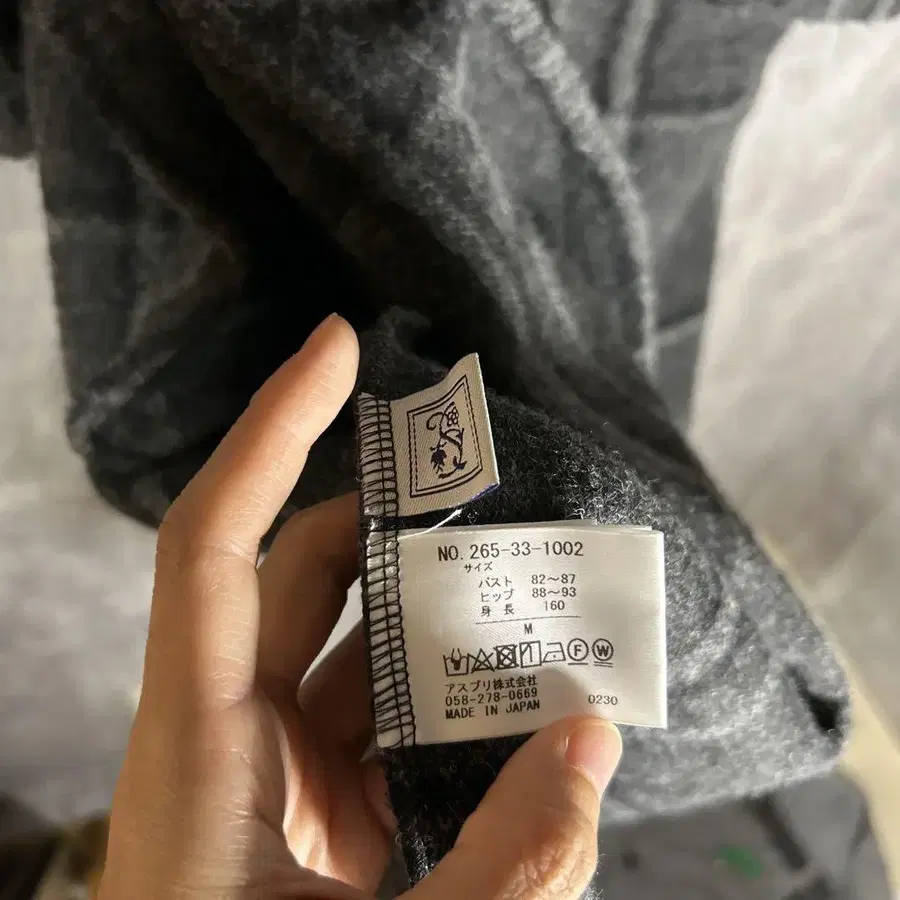 NO. 265-33-1002
サイズ
バスト 82～87
ヒップ 88～93
身長 160
M
F W
アスプリ株式会社
058-278-0669
MADE IN JAPAN 0230